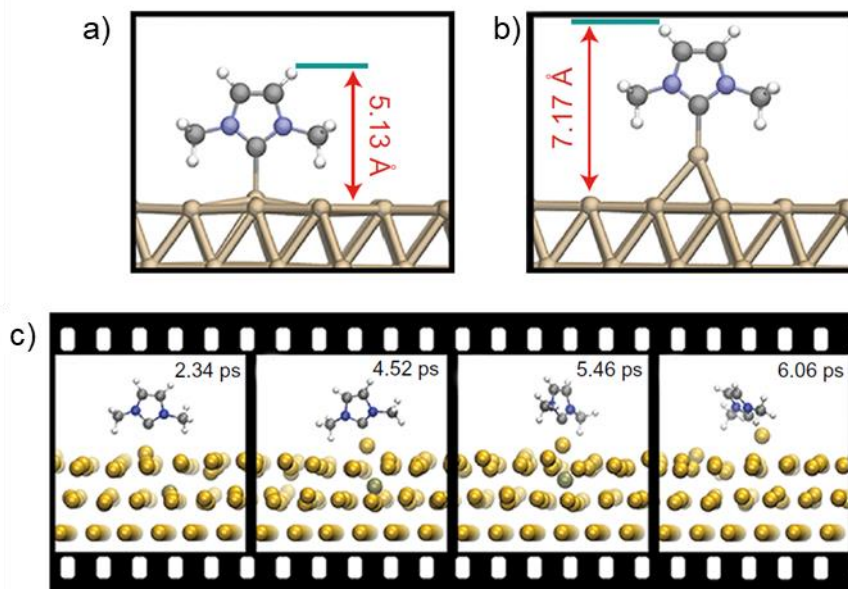 a)
5.13 Å
b)
7.17 Å
c)
2.34 ps
4.52 ps
5.46 ps
6.06 ps